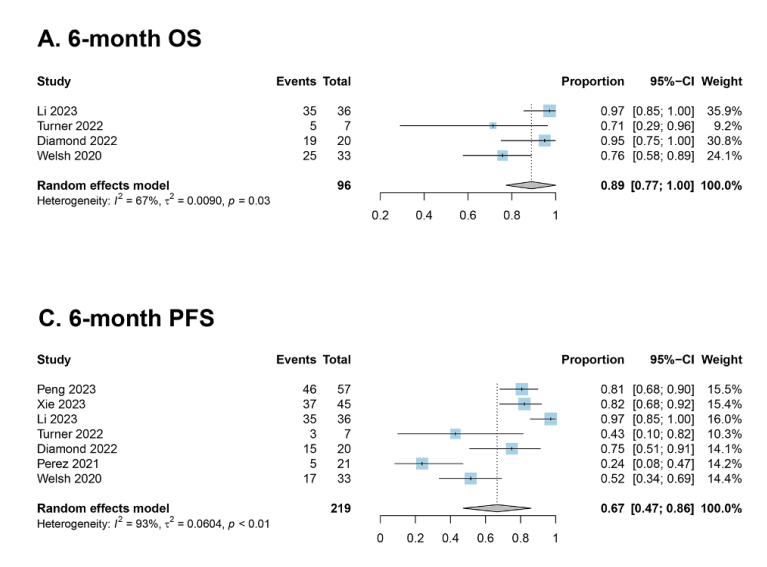 A. 6-month OS
Study Events Total Proportion 95%−CI Weight
Li 2023 35 36 0.97 [0.85; 1.00] 35.9%
Turner 2022 5 7 0.71 [0.29; 0.96] 9.2%
Diamond 2022 19 20 0.95 [0.75; 1.00] 30.8%
Welsh 2020 25 33 0.76 [0.58; 0.89] 24.1%
Random effects model 96 0.89 [0.77; 1.00] 100.0%
Heterogeneity: I² = 67%, τ² = 0.0090, p = 0.03
0.2 0.4 0.6 0.8 1
C. 6-month PFS
Study Events Total Proportion 95%−CI Weight
Peng 2023 46 57 0.81 [0.68; 0.90] 15.5%
Xie 2023 37 45 0.82 [0.68; 0.92] 15.4%
Li 2023 35 36 0.97 [0.85; 1.00] 16.0%
Turner 2022 3 7 0.43 [0.10; 0.82] 10.3%
Diamond 2022 15 20 0.75 [0.51; 0.91] 14.1%
Perez 2021 5 21 0.24 [0.08; 0.47] 14.2%
Welsh 2020 17 33 0.52 [0.34; 0.69] 14.4%
Random effects model 219 0.67 [0.47; 0.86] 100.0%
Heterogeneity: I² = 93%, τ² = 0.0604, p < 0.01
0 0.2 0.4 0.6 0.8 1